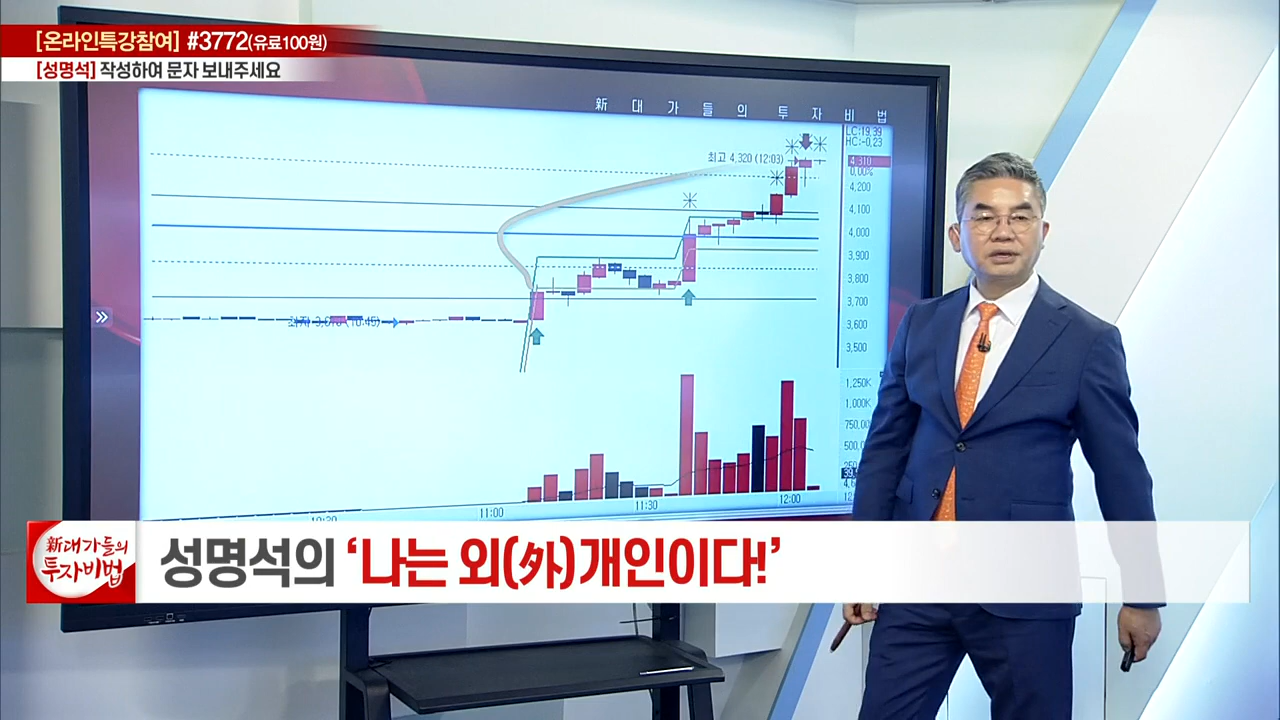 [온라인특강참여] #3772(유료100원)
[성명석] 작성하여 문자 보내주세요
新 대 가 들 의 투 자 비 법
LC:19.39
HC:-0.23
최고 4,320 (12:03)
4,310
0.00%
4,200
4,100
4,000
3,900
3,800
3,700
3,600
3,500
1,250K
1,000K
11:00
11:30
12:00
新대가들의
투자비법
성명석의 ‘나는 외(外)개인이다!’